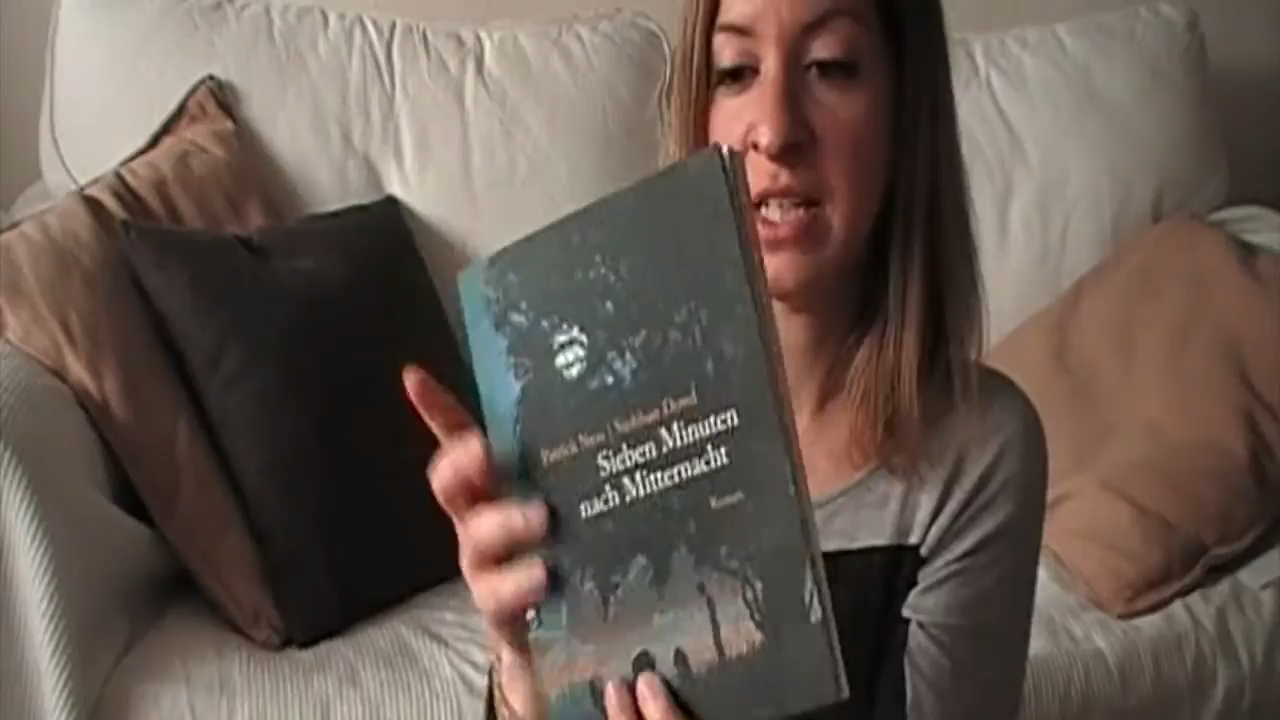 Patrick Ness | Siobhan Dowd
Sieben Minuten
nach Mitternacht
Roman